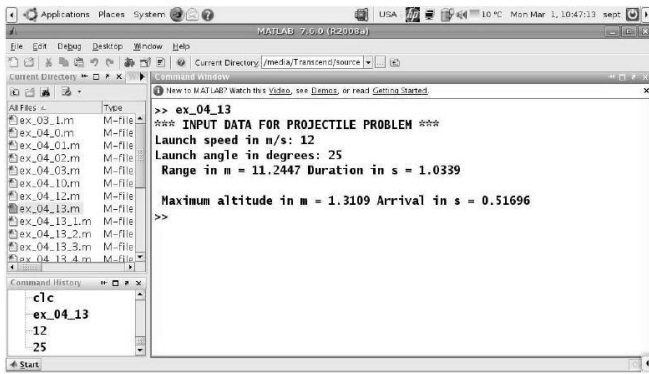 Applications Places System USA 10 °C Mon Mar 1, 10:47:13 sept
MATLAB 7.6.0 (R2008a)
File Edit Debug Desktop Window Help
Current Directory: /media/Transcend/source
Current Directory
Command Window
New to MATLAB? Watch this Video, see Demos, or read Getting Started.
All Files Type
ex_03_1.m M-file
ex_04_0.m M-file
ex_04_01.m M-file
ex_04_02.m M-file
ex_04_03.m M-file
ex_04_10.m M-file
ex_04_12.m M-file
ex_04_13.m M-file
ex_04_13_1.m M-file
ex_04_13_2.m M-file
ex_04_13_3.m M-file
ex_04_13_4.m M-file
>> ex_04_13
*** INPUT DATA FOR PROJECTILE PROBLEM ***
Launch speed in m/s: 12
Launch angle in degrees: 25
Range in m = 11.2447 Duration in s = 1.0339
Maximum altitude in m = 1.3109 Arrival in s = 0.51696
>>
Command History
clc
ex_04_13
12
25
Start